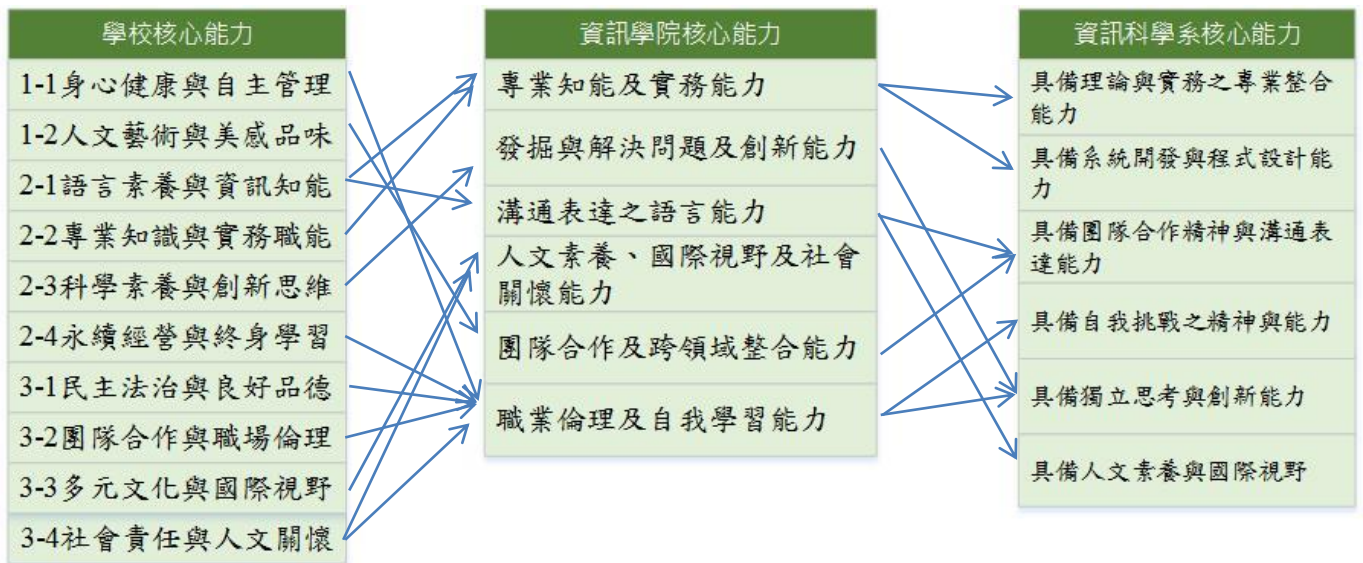 學校核心能力
1-1身心健康與自主管理
1-2人文藝術與美感品味
2-1語言素養與資訊知能
2-2專業知識與實務職能
2-3科學素養與創新思維
2-4永續經營與終身學習
3-1民主法治與良好品德
3-2團隊合作與職場倫理
3-3多元文化與國際視野
3-4社會責任與人文關懷
資訊學院核心能力
專業知能及實務能力
發掘與解決問題及創新能力
溝通表達之語言能力
人文素養、國際視野及社會
關懷能力
團隊合作及跨領域整合能力
職業倫理及自我學習能力
資訊科學系核心能力
具備理論與實務之專業整合
能力
具備系統開發與程式設計能
力
具備團隊合作精神與溝通表
達能力
具備自我挑戰之精神與能力
具備獨立思考與創新能力
具備人文素養與國際視野